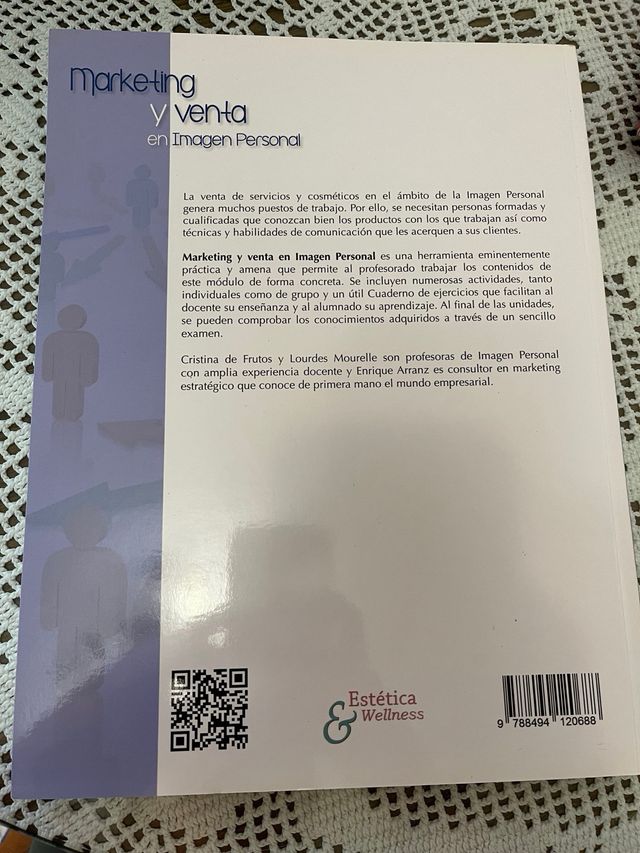 Marketing
y venta
en Imagen Personal
La venta de servicios y cosméticos en el ámbito de la Imagen Personal
genera muchos puestos de trabajo. Por ello, se necesitan personas formadas y
cualificadas que conozcan bien los productos con los que trabajan así como
técnicas y habilidades de comunicación que les acerquen a sus clientes.
Marketing y venta en Imagen Personal es una herramienta eminentemente
práctica y amena que permite al profesorado trabajar los contenidos de
este módulo de forma concreta. Se incluyen numerosas actividades, tanto
individuales como de grupo y un útil Cuaderno de ejercicios que facilitan al
docente su enseñanza y al alumnado su aprendizaje. Al final de las unidades,
se pueden comprobar los conocimientos adquiridos a través de un sencillo
examen.
Cristina de Frutos y Lourdes Mourelle son profesoras de Imagen Personal
con amplia experiencia docente y Enrique Arranz es consultor en marketing
estratégico que conoce de primera mano el mundo empresarial.
Estética
& Wellness
9 788494 120688